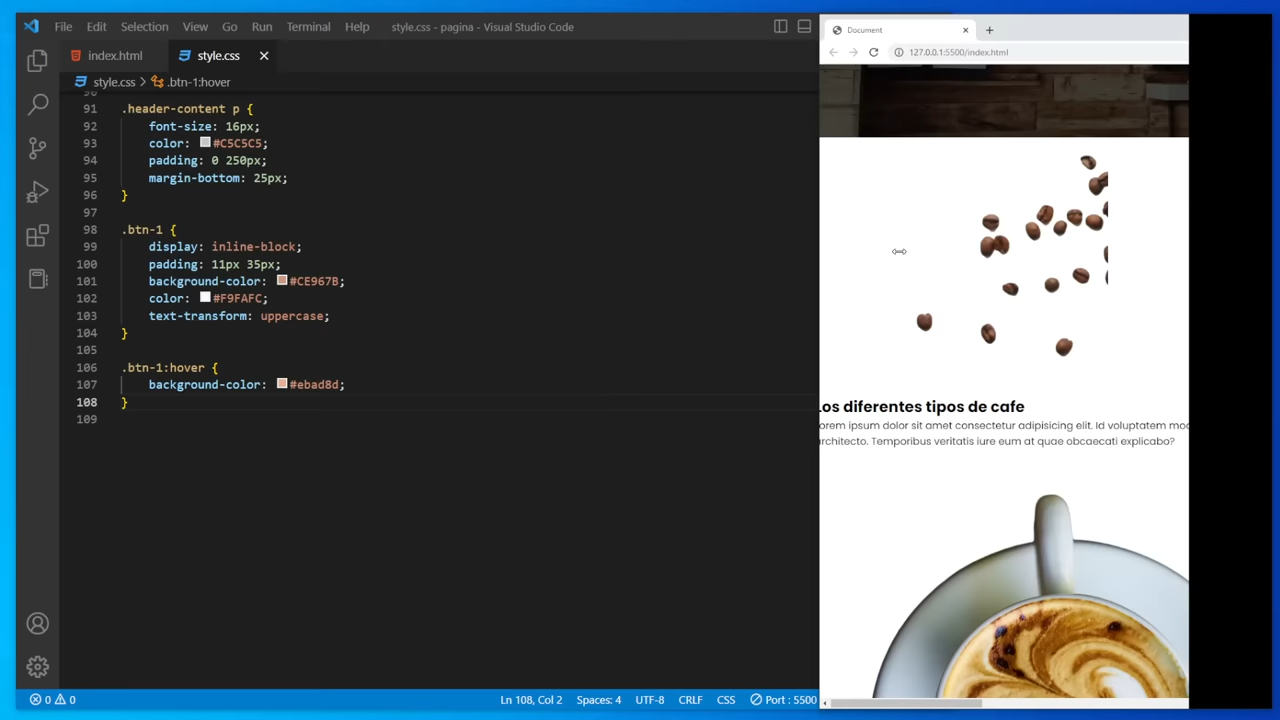 File Edit Selection View Go Run Terminal Help style.css - pagina - Visual Studio Code
index.html style.css
style.css > .btn-1:hover
91 .header-content p {
92 font-size: 16px;
93 color: #C5C5C5;
94 padding: 0 250px;
95 margin-bottom: 25px;
96 }
97
98 .btn-1 {
99 display: inline-block;
100 padding: 11px 35px;
101 background-color: #CE967B;
102 color: #F9FAFC;
103 text-transform: uppercase;
104 }
105
106 .btn-1:hover {
107 background-color: #ebad8d;
108 }
109
0 0 Ln 108, Col 2 Spaces: 4 UTF-8 CRLF CSS Port : 5500
Document
127.0.0.1:5500/index.html
Los diferentes tipos de cafe
orem ipsum dolor sit amet consectetur adipisicing elit. Id voluptatem mod
architecto. Temporibus veritatis iure eum at quae obcaecati explicabo?